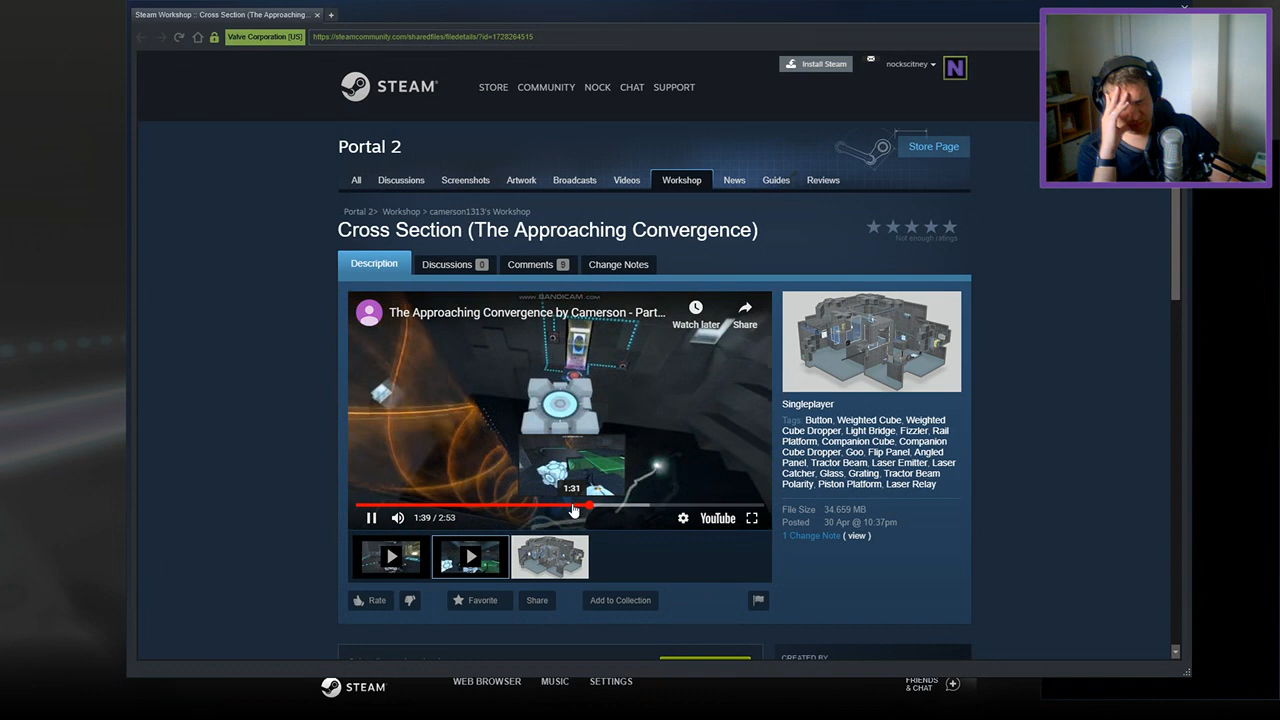 Steam Workshop :: Cross Section (The Approaching...
Valve Corporation [US]
https://steamcommunity.com/sharedfiles/filedetails/?id=1728264515
Install Steam
nockscitney
N
STEAM
STORE COMMUNITY NOCK CHAT SUPPORT
Portal 2
Store Page
All Discussions Screenshots Artwork Broadcasts Videos Workshop News Guides Reviews
Portal 2> Workshop > camerson1313's Workshop
Cross Section (The Approaching Convergence)
Not enough ratings
Description Discussions 0 Comments 9 Change Notes
www.BANDICAM.com
The Approaching Convergence by Camerson - Part...
Watch later Share
1:31
1:39 / 2:53
YouTube
Singleplayer
Tags: Button, Weighted Cube, Weighted
Cube Dropper, Light Bridge, Fizzler, Rail
Platform, Companion Cube, Companion
Cube Dropper, Goo, Flip Panel, Angled
Panel, Tractor Beam, Laser Emitter, Laser
Catcher, Glass, Grating, Tractor Beam
Polarity, Piston Platform, Laser Relay
File Size 34.659 MB
Posted 30 Apr @ 10:37pm
1 Change Note ( view )
Rate Favorite Share Add to Collection
CREATED BY
STEAM
WEB BROWSER MUSIC SETTINGS
FRIENDS
& CHAT